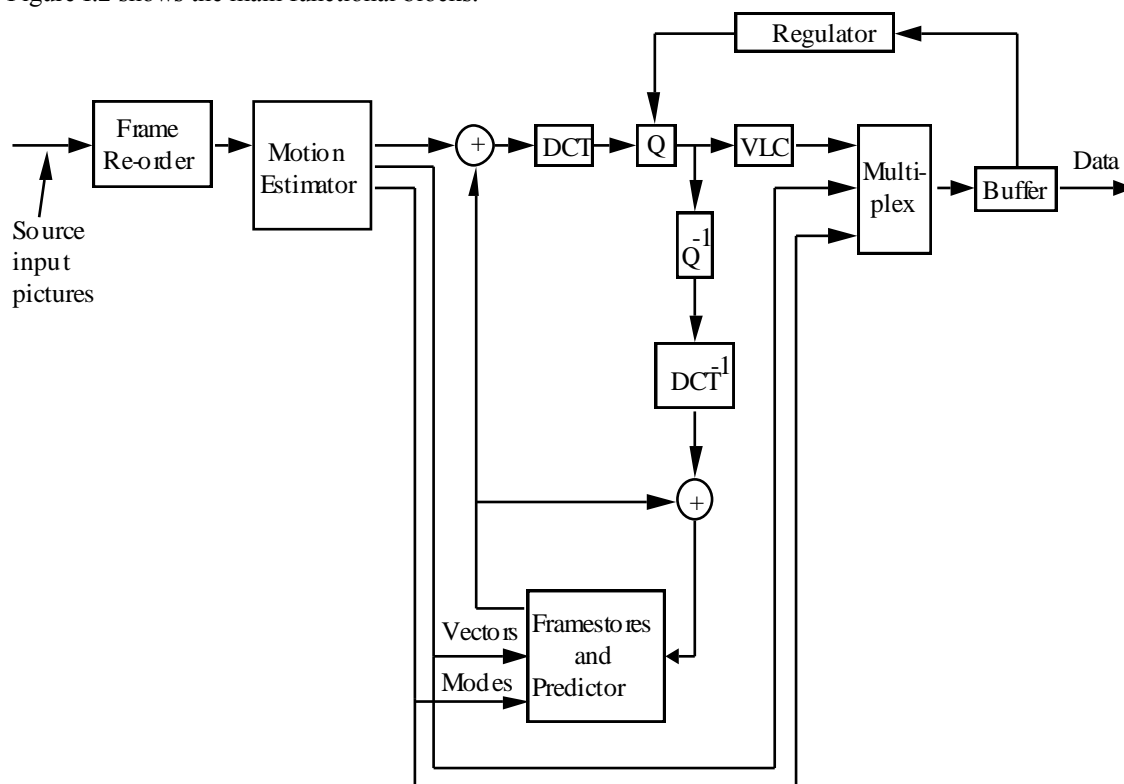 Figure I.2 shows the main functional blocks.
Regulator
Frame
Re-order
Motion
Estimator
+
DCT
Q
VLC
Multi-
plex
Buffer
Data
Source
input
pictures
Q-1
DCT-1
+
Vectors
Modes
Framestores
and
Predictor